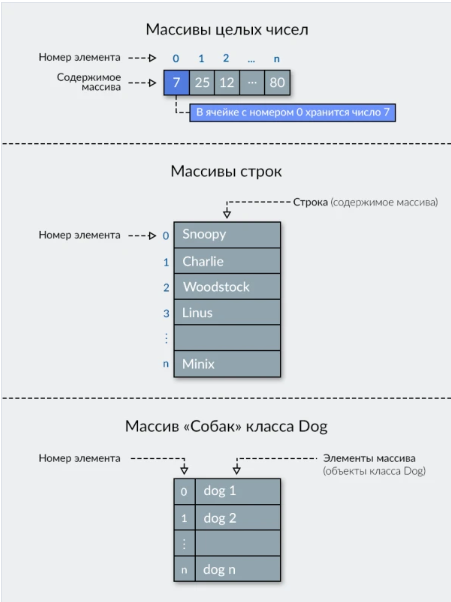 Массивы целых чисел
Номер элемента 0 1 2 ... n
Содержимое
массива
7 25 12 ... 80
В ячейке с номером 0 хранится число 7
Массивы строк
Строка (содержимое массива)
Номер элемента 0 Snoopy
1 Charlie
2 Woodstock
3 Linus
⋮
n Minix
Массив «Собак» класса Dog
Номер элемента
Элементы массива
(объекты класса Dog)
0 dog 1
1 dog 2
⋮
n dog n